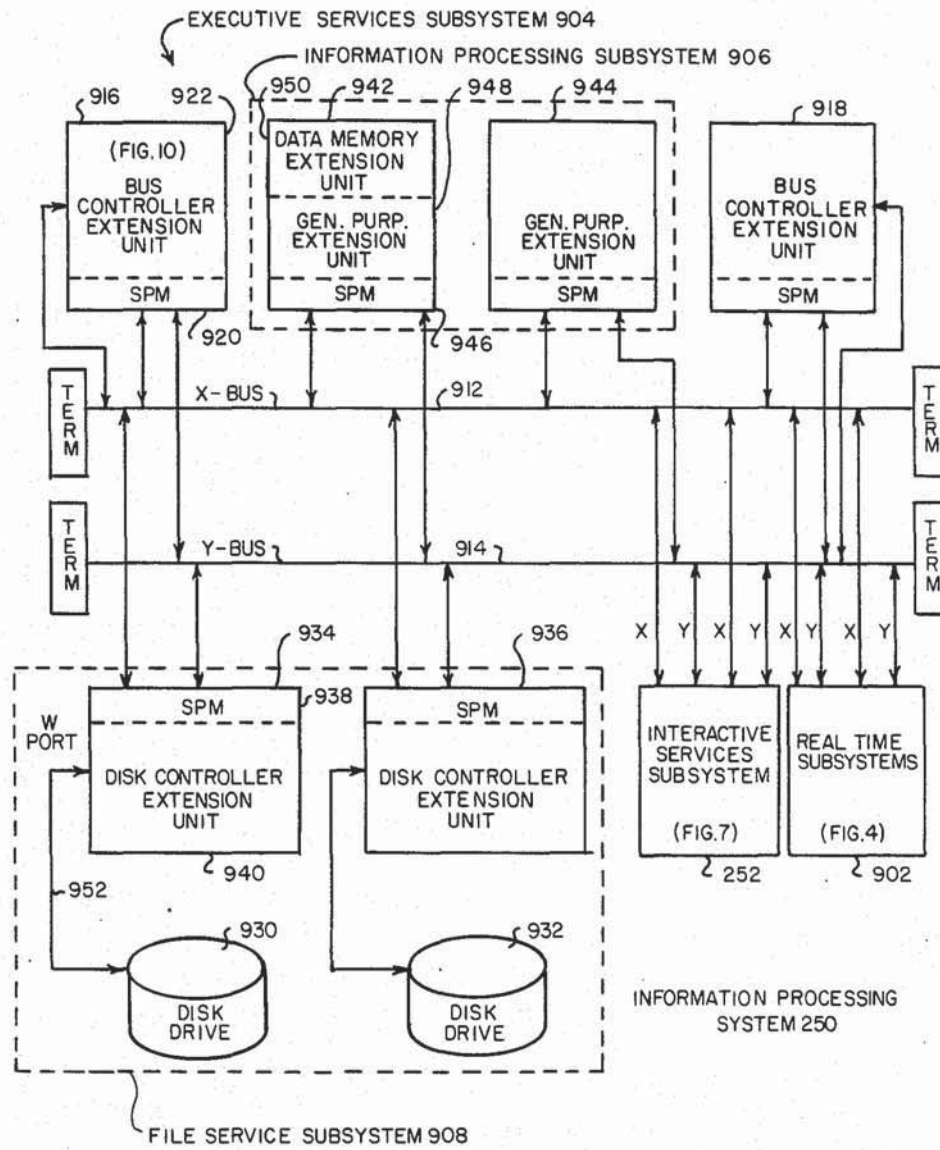 EXECUTIVE SERVICES SUBSYSTEM 904
INFORMATION PROCESSING SUBSYSTEM 906
916
922
950
942
948
944
918
(FIG.10)
BUS
CONTROLLER
EXTENSION
UNIT
SPM
920
DATA MEMORY
EXTENSION
UNIT
GEN. PURP.
EXTENSION
UNIT
SPM
946
GEN. PURP.
EXTENSION
UNIT
SPM
BUS
CONTROLLER
EXTENSION
UNIT
SPM
TERM
X-BUS
912
TERM
TERM
Y-BUS
914
TERM
X
Y
X
Y
X
Y
X
Y
934
936
W
PORT
SPM
938
DISK CONTROLLER
EXTENSION
UNIT
940
SPM
DISK CONTROLLER
EXTENSION
UNIT
INTERACTIVE
SERVICES
SUBSYSTEM
(FIG.7)
252
REAL TIME
SUBSYSTEMS
(FIG.4)
902
952
930
DISK
DRIVE
932
DISK
DRIVE
INFORMATION PROCESSING
SYSTEM 250
FILE SERVICE SUBSYSTEM 908